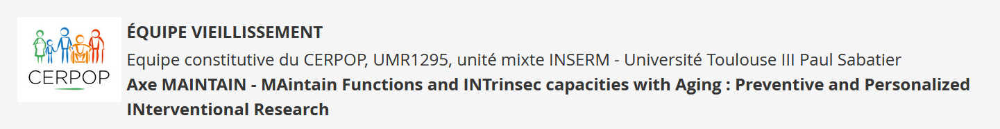 CERPOP
ÉQUIPE VIEILLISSEMENT
Equipe constitutive du CERPOP, UMR1295, unité mixte INSERM - Université Toulouse III Paul Sabatier
Axe MAINTAIN - MAintain Functions and INTrinsec capacities with Aging : Preventive and Personalized
INterventional Research